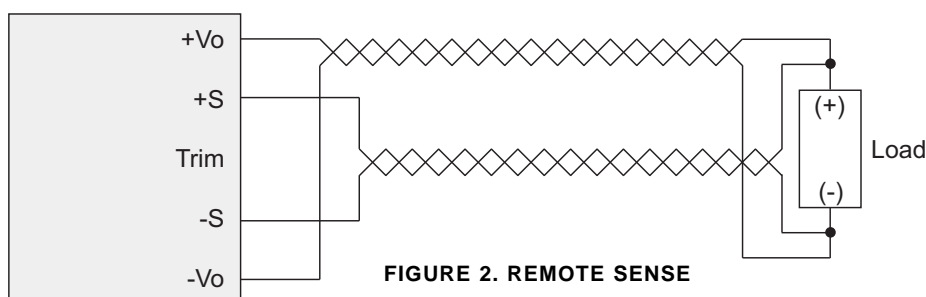 +Vo
+S
Trim
-S
-Vo
(+)
Load
(-)
FIGURE 2. REMOTE SENSE